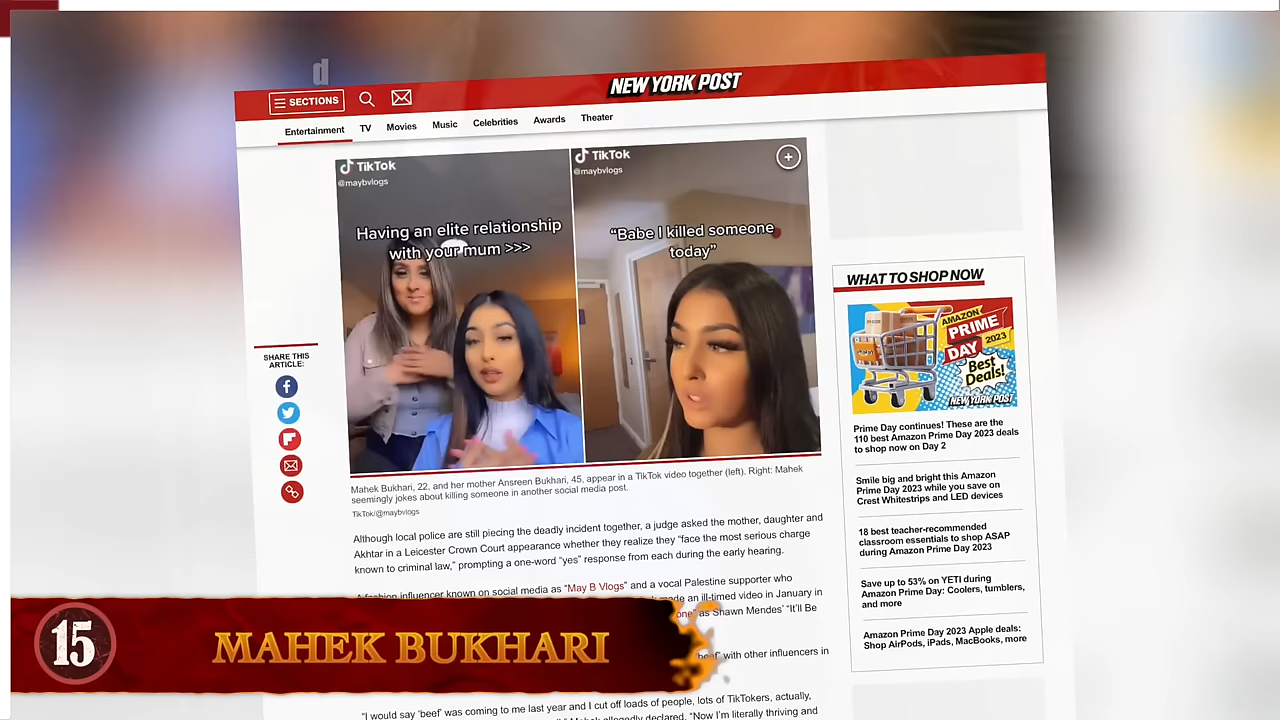 d
SECTIONS
NEW YORK POST
Entertainment TV Movies Music Celebrities Awards Theater
TikTok
@maybvlogs
Having an elite relationship
with your mum >>>
TikTok
@maybvlogs
"Babe I killed someone
today"
SHARE THIS
ARTICLE:
Mahek Bukhari, 22, and her mother Ansreen Bukhari, 45, appear in a TikTok video together (left). Right: Mahek
seemingly jokes about killing someone in another social media post.
TikTok/@maybvlogs
Although local police are still piecing the deadly incident together, a judge asked the mother, daughter and
Akhtar in a Leicester Crown Court appearance whether they realize they "face the most serious charge
known to criminal law," prompting a one-word "yes" response from each during the early hearing.
A fashion influencer known on social media as "May B Vlogs" and a vocal Palestine supporter who
made an ill-timed video in January in
as Shawn Mendes' "It'll Be
with other influencers in
"I would say 'beef' was coming to me last year and I cut off loads of people, lots of TikTokers, actually,
Mahek allegedly declared. "Now I'm literally thriving and
WHAT TO SHOP NOW
AMAZON
PRIME
DAY 2023
Best
Deals!
NEW YORK POST
Prime Day continues! These are the
110 best Amazon Prime Day 2023 deals
to shop now on Day 2
Smile big and bright this Amazon
Prime Day 2023 while you save on
Crest Whitestrips and LED devices
18 best teacher-recommended
classroom essentials to shop ASAP
during Amazon Prime Day 2023
Save up to 53% on YETI during
Amazon Prime Day: Coolers, tumblers,
and more
Amazon Prime Day 2023 Apple deals:
Shop AirPods, iPads, MacBooks, more
15
MAHEK BUKHARI